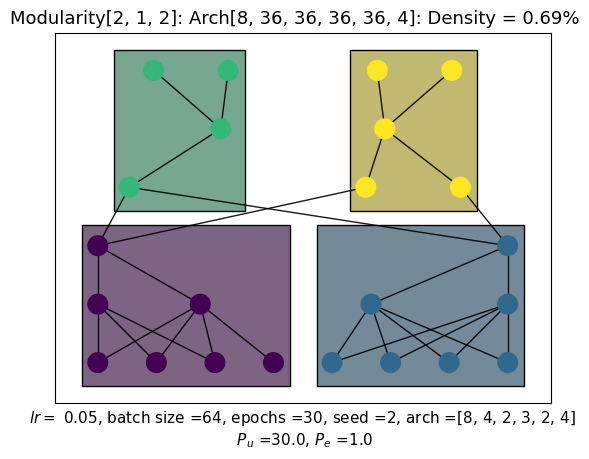 Modularity[2, 1, 2]: Arch[8, 36, 36, 36, 36, 4]: Density = 0.69%
lr = 0.05, batch size =64, epochs =30, seed =2, arch =[8, 4, 2, 3, 2, 4]
P_u =30.0, P_e =1.0